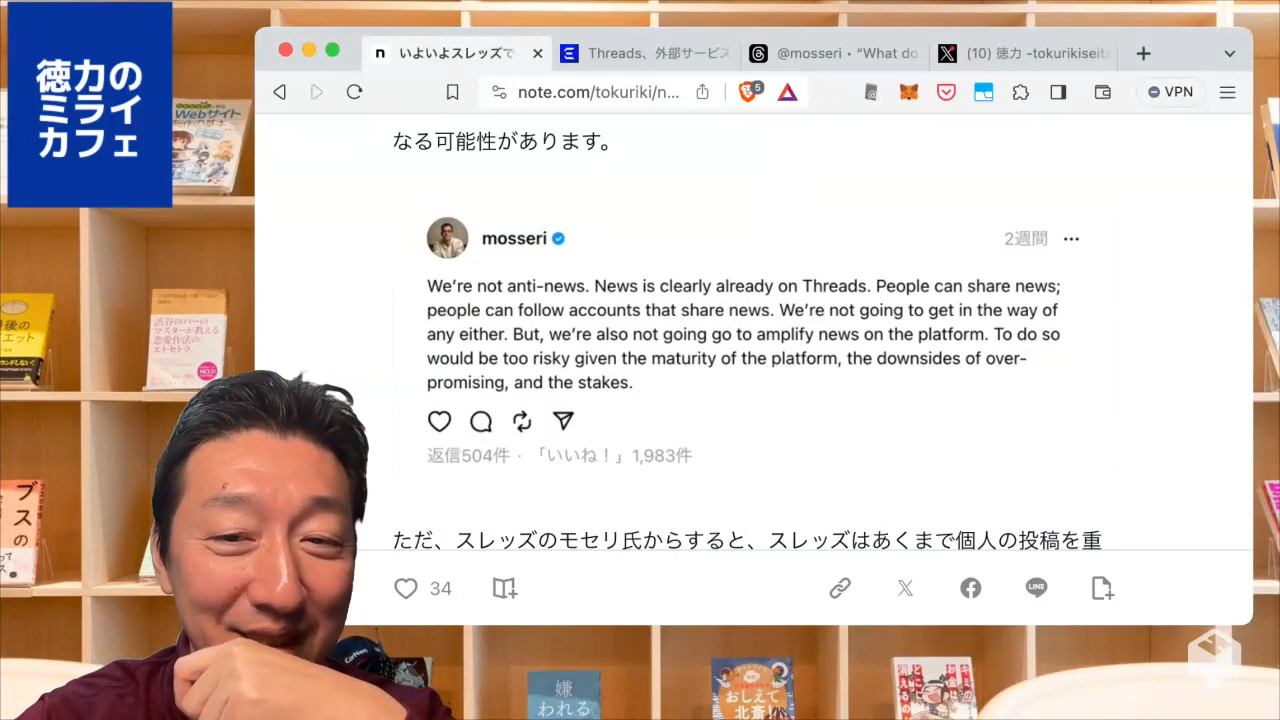 徳力の
ミライ
カフェ
いよいよスレッズで
Threads、外部サービス
@mosseri • “What do
(10) 徳力 -tokurikiseita
note.com/tokuriki/n...
5
VPN
なる可能性があります。
mosseri
2週間
We’re not anti-news. News is clearly already on Threads. People can share news;
people can follow accounts that share news. We’re not going to get in the way of
any either. But, we’re also not going go to amplify news on the platform. To do so
would be too risky given the maturity of the platform, the downsides of over-
promising, and the stakes.
返信504件 · 「いいね！」1,983件
ただ、スレッズのモセリ氏からすると、スレッズはあくまで個人の投稿を重
34
LINE
Webサイト
渋谷のバーの
マスターが教える
恋愛作法の
エトセトラ
ブスの
嫌
われる
おしえて
北斎!